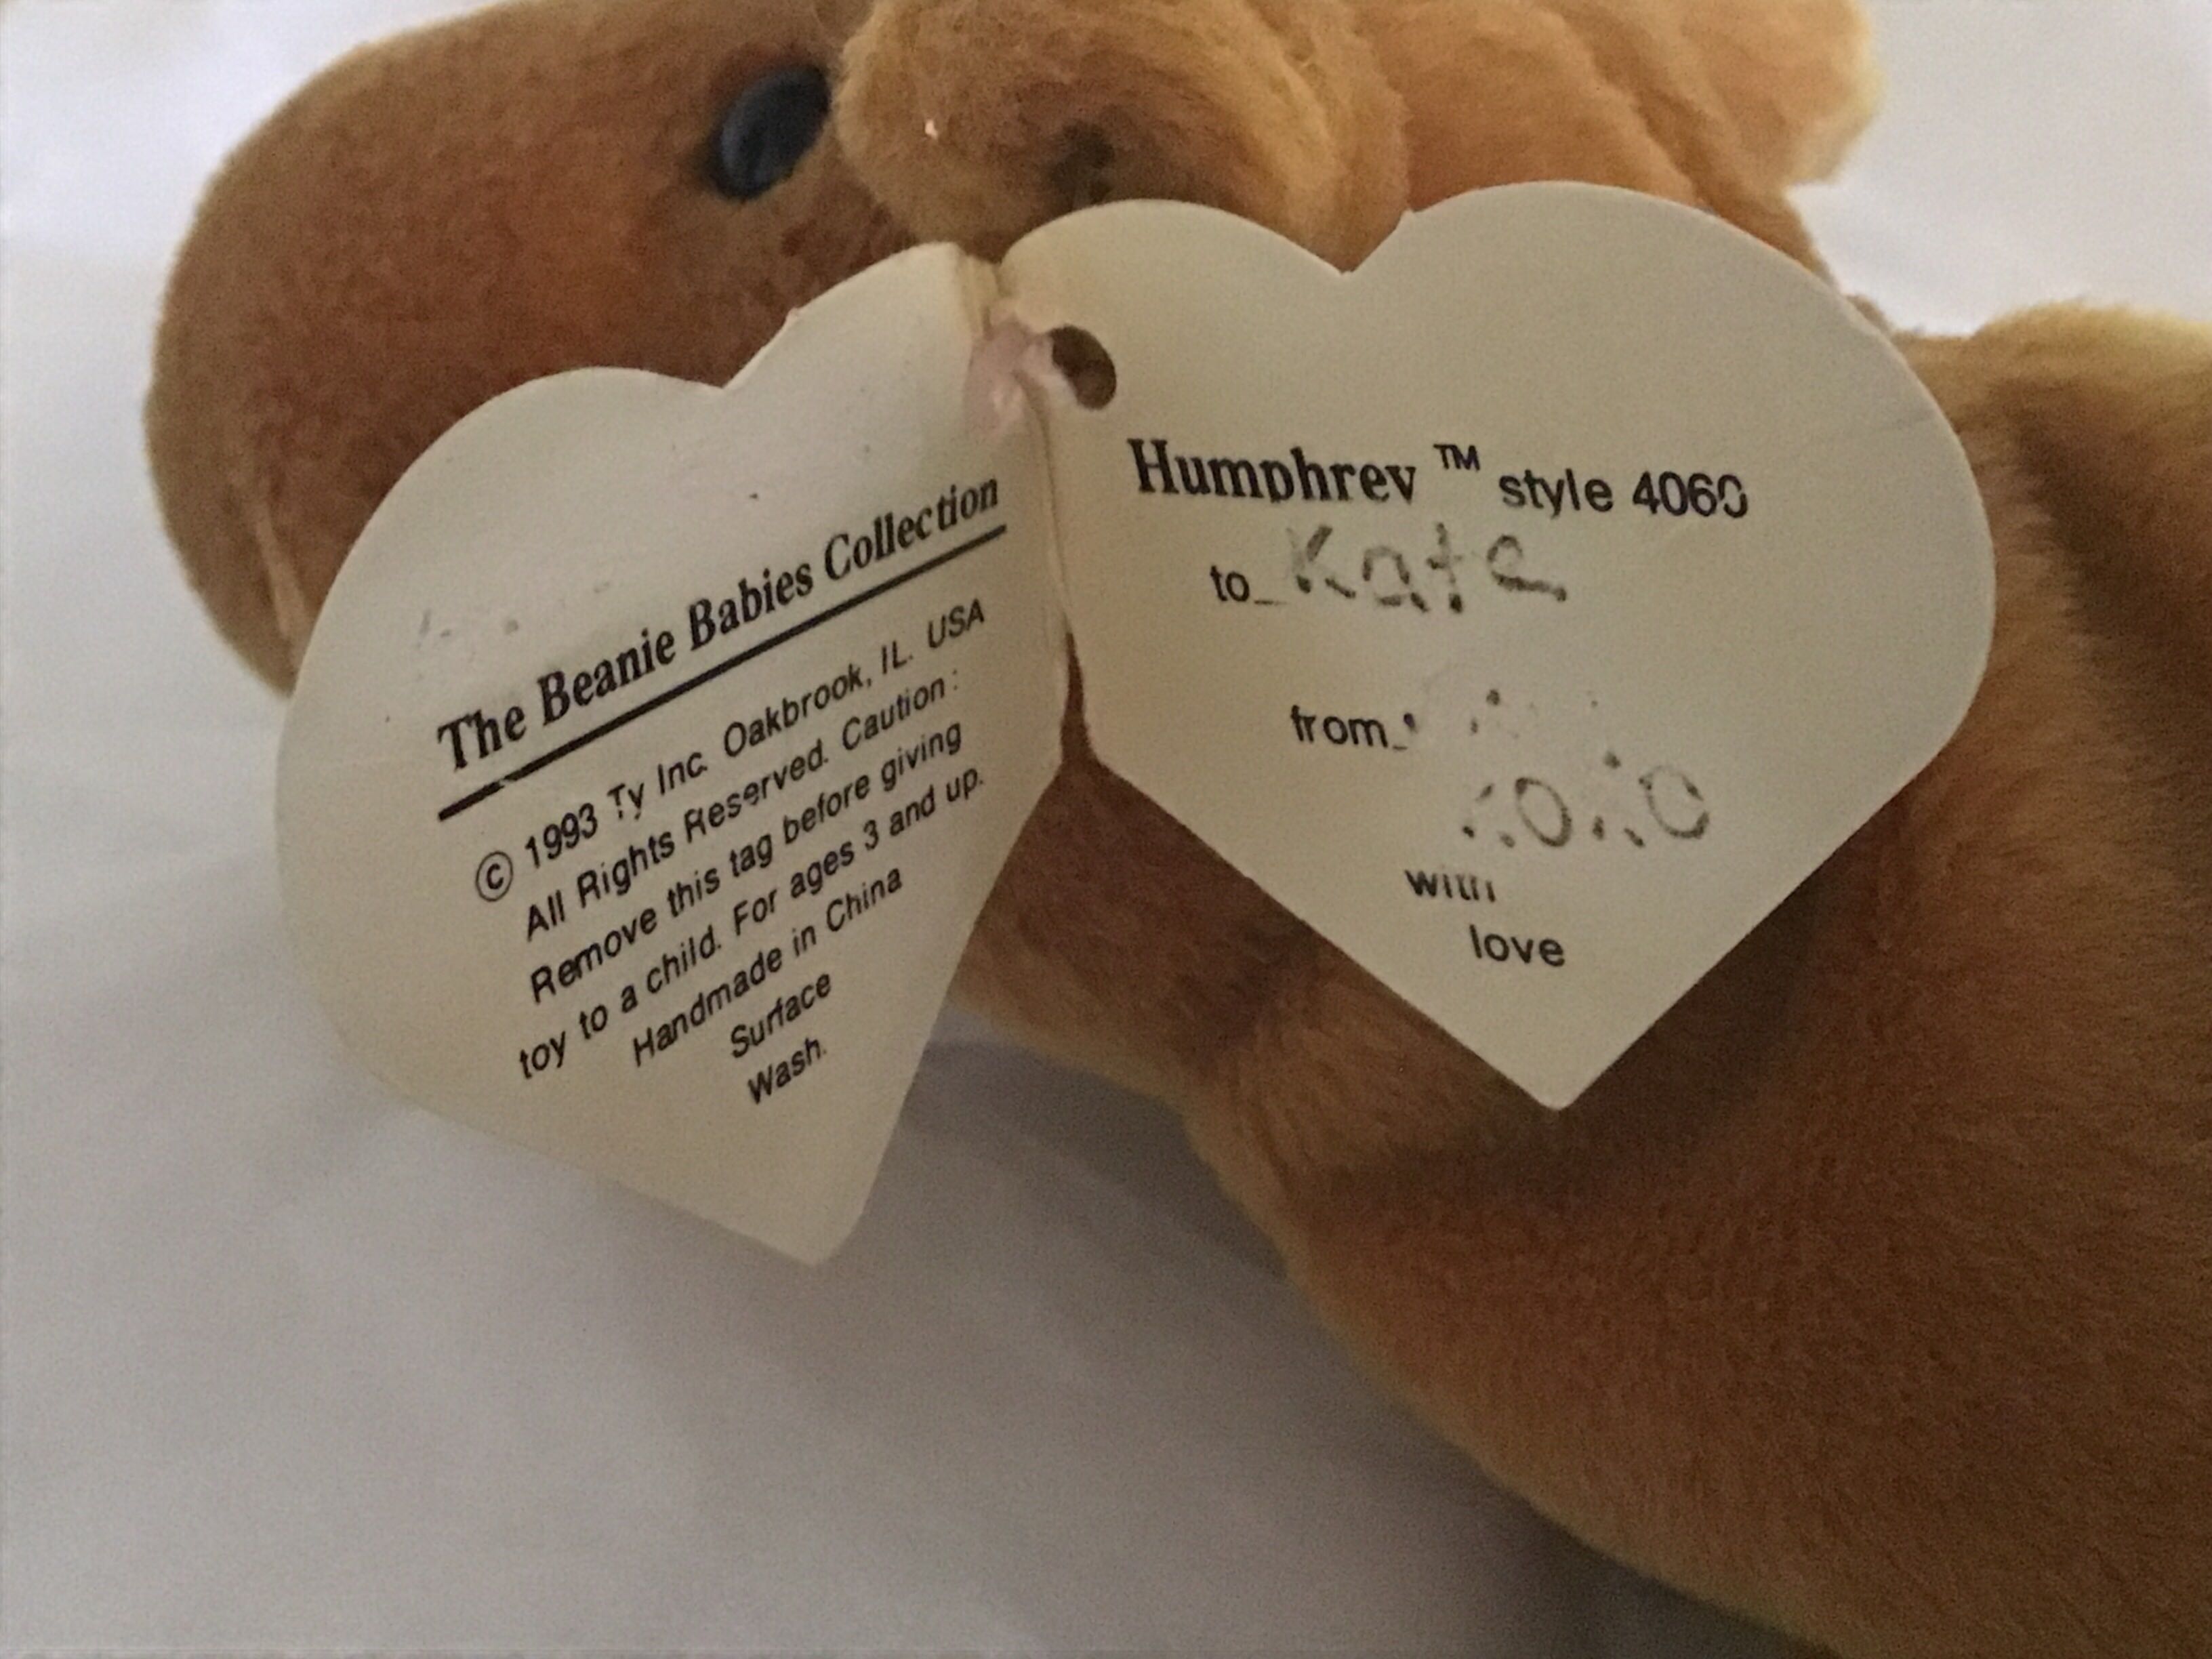 The Beanie Babies Collection
© 1993 Ty Inc. Oakbrook, IL. USA
All Rights Reserved. Caution :
Remove this tag before giving
toy to a child. For ages 3 and up.
Handmade in China
Surface
Wash.
Humphrey ™ style 4060
to Kate
from
XOXO
with
love